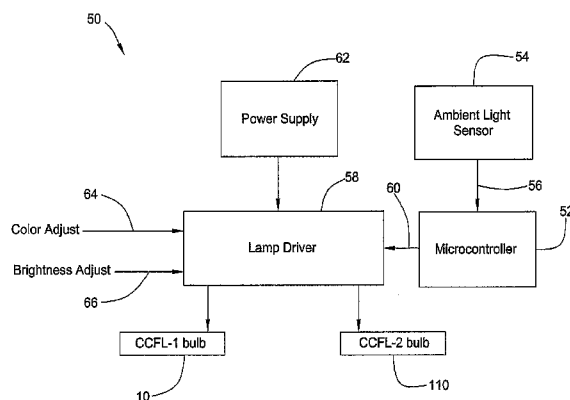 50
62
54
Power Supply
Ambient Light
Sensor
58
56
64
60
52
Color Adjust
Lamp Driver
Microcontroller
Brightness Adjust
66
CCFL-1 bulb
CCFL-2 bulb
10
110